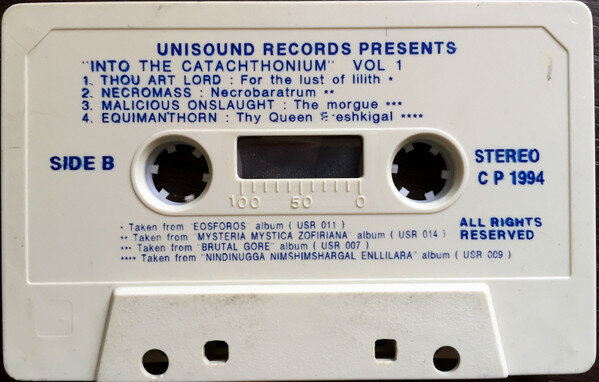 UNISOUND RECORDS PRESENTS
"INTO THE CATACHTHONIUM" VOL 1
1. THOU ART LORD : For the lust of lilith *
2. NECROMASS : Necrobaratrum **
3. MALICIOUS ONSLAUGHT : The morgue ***
4. EQUIMANTHORN : Thy Queen Ereshkigal ****
SIDE B
STEREO
C P 1994
100 50 0
* Taken from "EOSFOROS" album ( USR 011 )
** Taken from "MYSTERIA MYSTICA ZOFIRIANA" album ( USR 014 )
*** Taken from "BRUTAL GORE" album ( USR 007 )
**** Taken from "NINDINUGGA NIMSHIMSHARGAL ENLLILARA" album ( USR 009 )
ALL RIGHTS
RESERVED